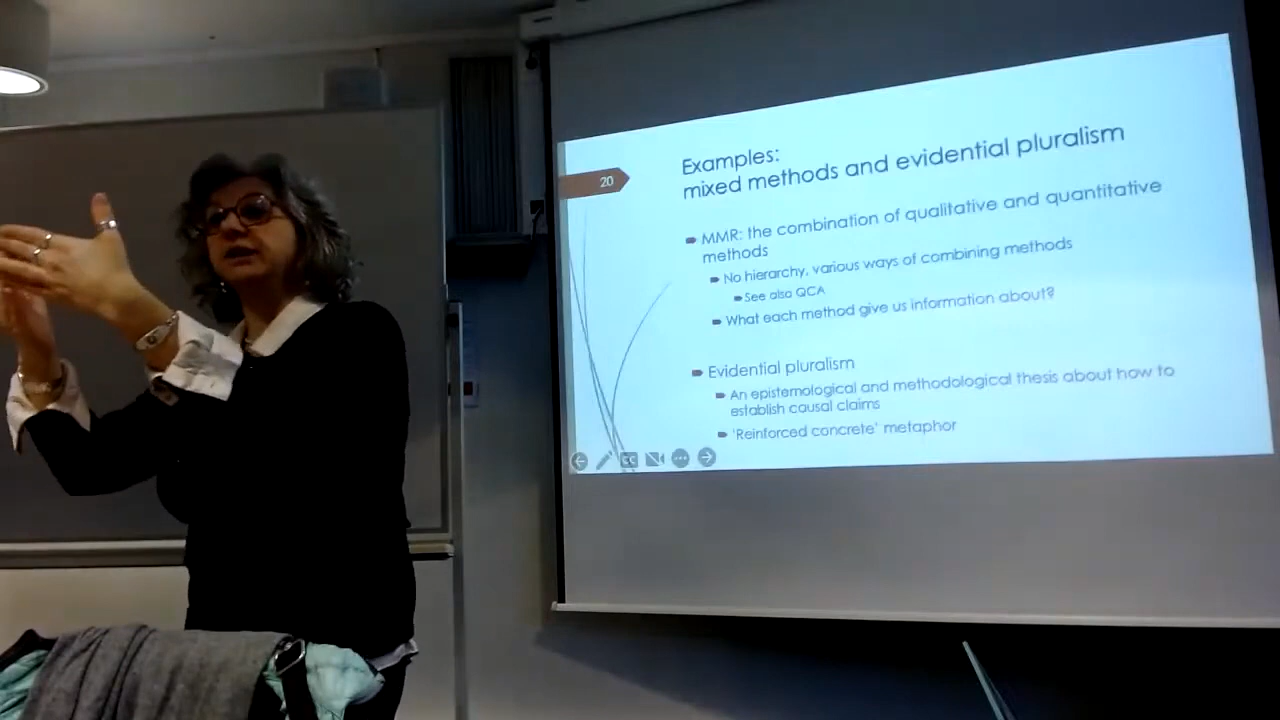 20
Examples:
mixed methods and evidential pluralism
MMR: the combination of qualitative and quantitative
methods
No hierarchy, various ways of combining methods
See also QCA
What each method give us information about?
Evidential pluralism
An epistemological and methodological thesis about how to
establish causal claims
'Reinforced concrete' metaphor
CC